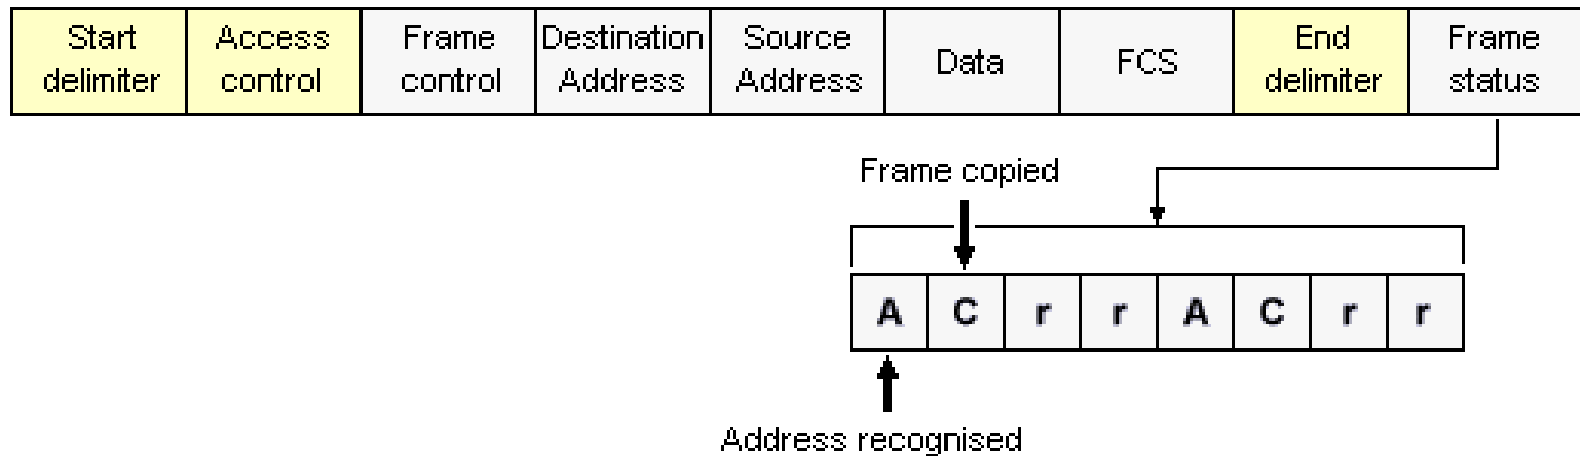 Start delimiter
Access control
Frame control
Destination Address
Source Address
Data
FCS
End delimiter
Frame status
Frame copied
A C r r A C r r
Address recognised